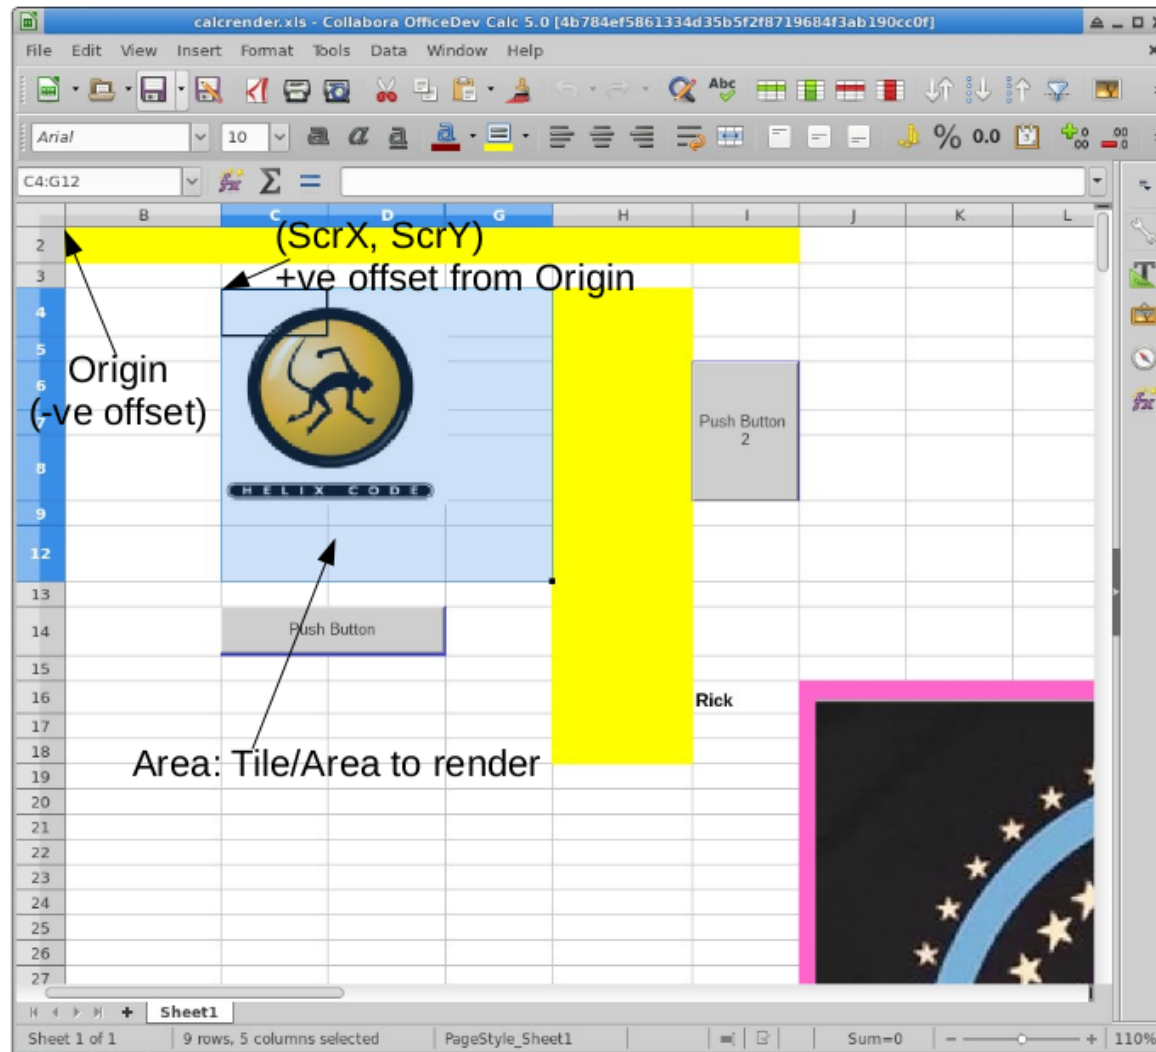 calcrender.xls - Collabora OfficeDev Calc 5.0 [4b784ef5861334d35b5f2f8719684f3ab190cc0f]
File Edit View Insert Format Tools Data Window Help
Abc
Arial 10 a a a a % 0.0
C4:G12
B C D G H I J K L
(ScrX, ScrY)
+ve offset from Origin
2
3
4
5
6
7
8
9
12
13
14
15
16
17
18
19
20
21
22
23
24
25
26
27
Origin
(-ve offset)
HELIX CODE
Push Button
2
Push Button
Rick
Area: Tile/Area to render
Sheet1
Sheet 1 of 1 9 rows, 5 columns selected PageStyle_Sheet1 Sum=0 110%